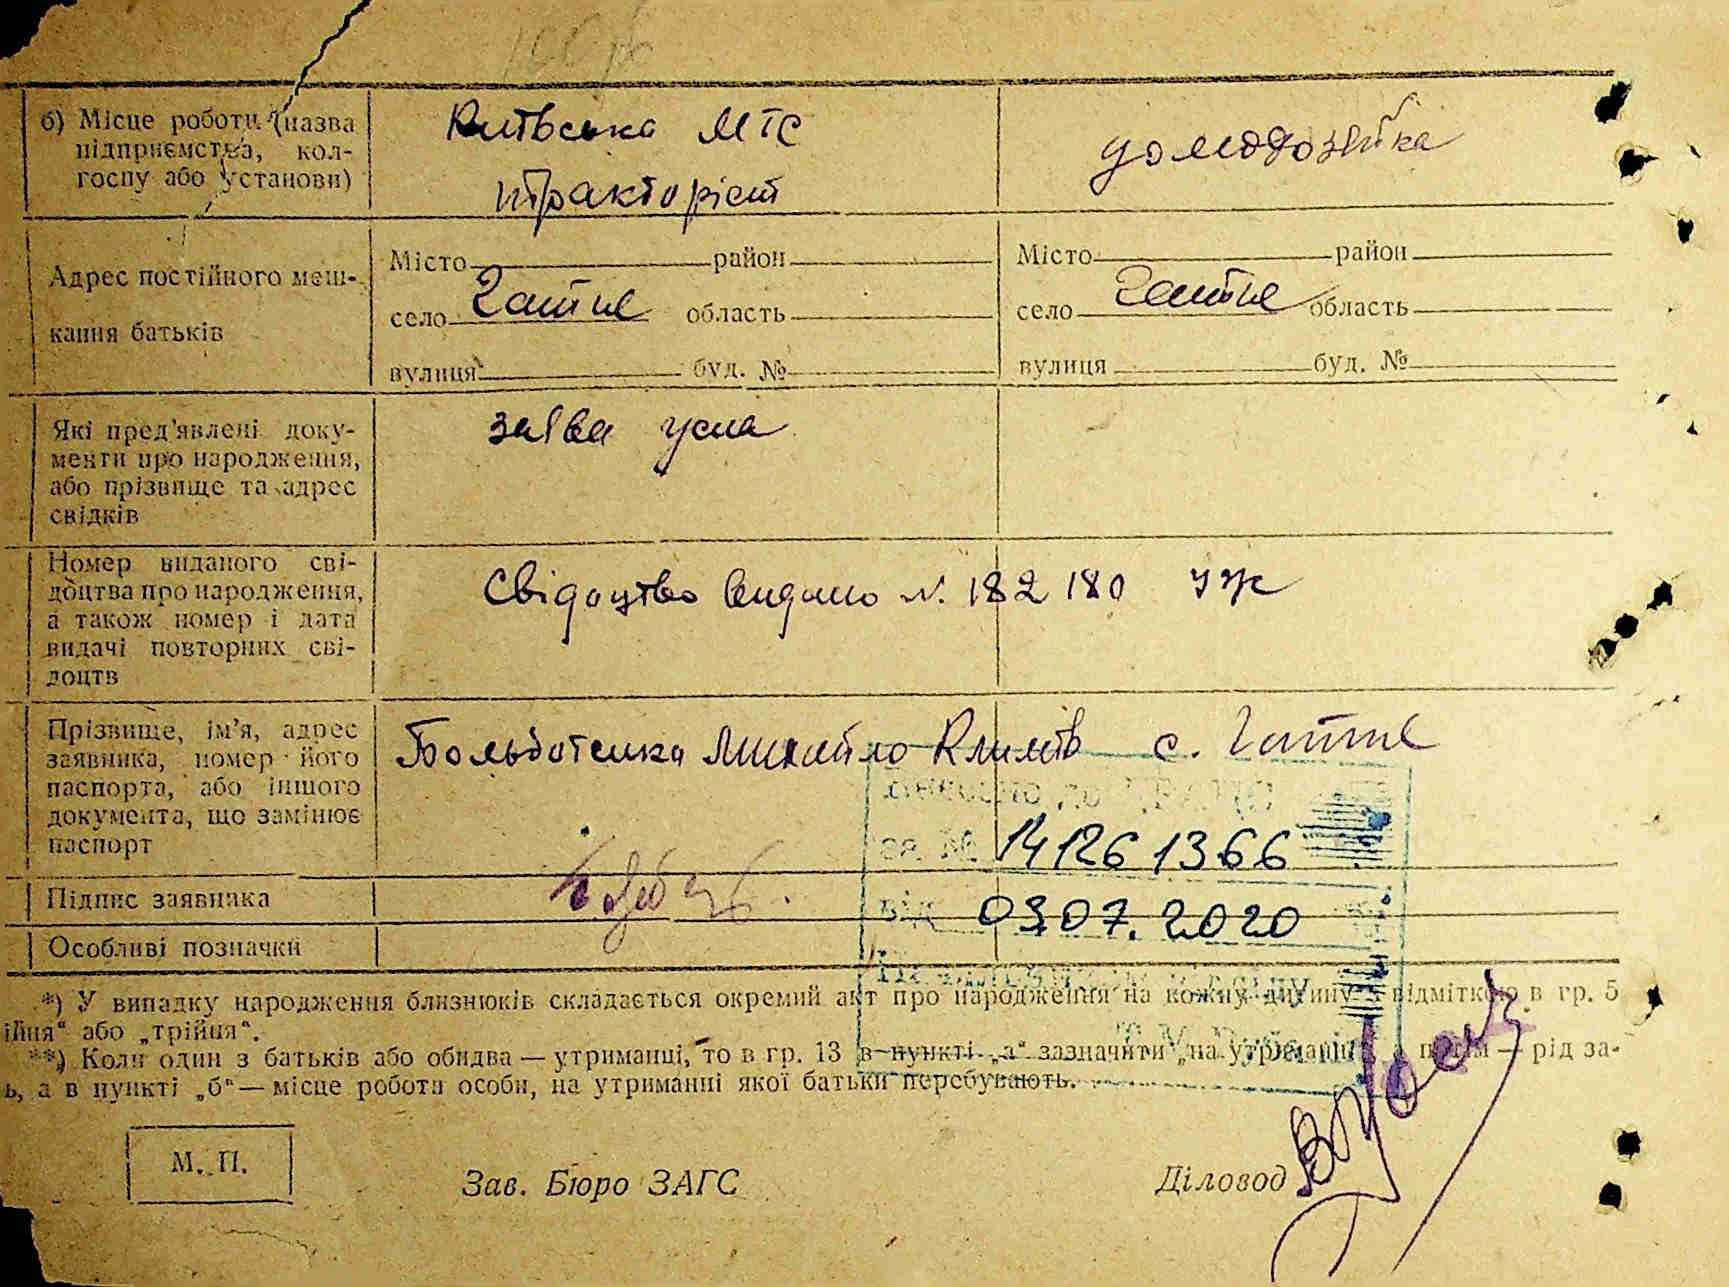 б) Місце роботи (назва підприємства, колгоспу або установи)
Київська МТС
тракторіст
домогозяйка
Адрес постійного мешкання батьків
Місто район
село Гатне область
вулиця буд. №
Місто район
село Гатне область
вулиця буд. №
Які пред'явлені документи про народження, або прізвище та адрес свідків
заява усна
Номер виданого свідоцтва про народження, а також номер і дата видачі повторних свідоцтв
Свідоцтво видано N. 182180 УЖ
Прізвище, ім'я, адрес заявника, номер його паспорта, або іншого документа, що замінює паспорт
Михайло Климів с. Гатне
14126 1366
Підпис заявника
від 03.07.2020
Особливі позначки
*) У випадку народження близнюків складається окремий акт про народження на кожну дитину з відміткою в гр. 5
або „трійня“.
**) Коли один з батьків або обидва — утриманці, то в гр. 13 в пункті „а“ зазначити „на утриманні“, а потім — рід за-
а в пункті „б“ — місце роботи особи, на утриманні якої батьки перебувають.
М. П.
Зав. Бюро ЗАГС
Діловод